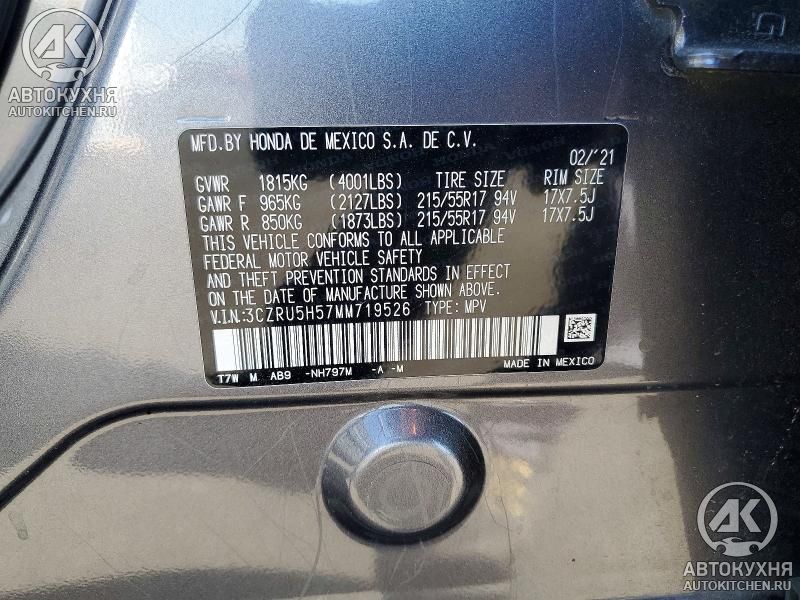 AK
АВТОКУХНЯ
AUTOKITCHEN.RU
MFD.BY HONDA DE MEXICO S.A. DE C.V.
02/'21
GVWR 1815KG (4001LBS) TIRE SIZE RIM SIZE
GAWR F 965KG (2127LBS) 215/55R17 94V 17X7.5J
GAWR R 850KG (1873LBS) 215/55R17 94V 17X7.5J
THIS VEHICLE CONFORMS TO ALL APPLICABLE
FEDERAL MOTOR VEHICLE SAFETY
AND THEFT PREVENTION STANDARDS IN EFFECT
ON THE DATE OF MANUFACTURE SHOWN ABOVE.
V.I.N:3CZRU5H57MM719526 TYPE: MPV
T7W M AB9 -NH797M -A -M MADE IN MEXICO
AK
АВТОКУХНЯ
AUTOKITCHEN.RU